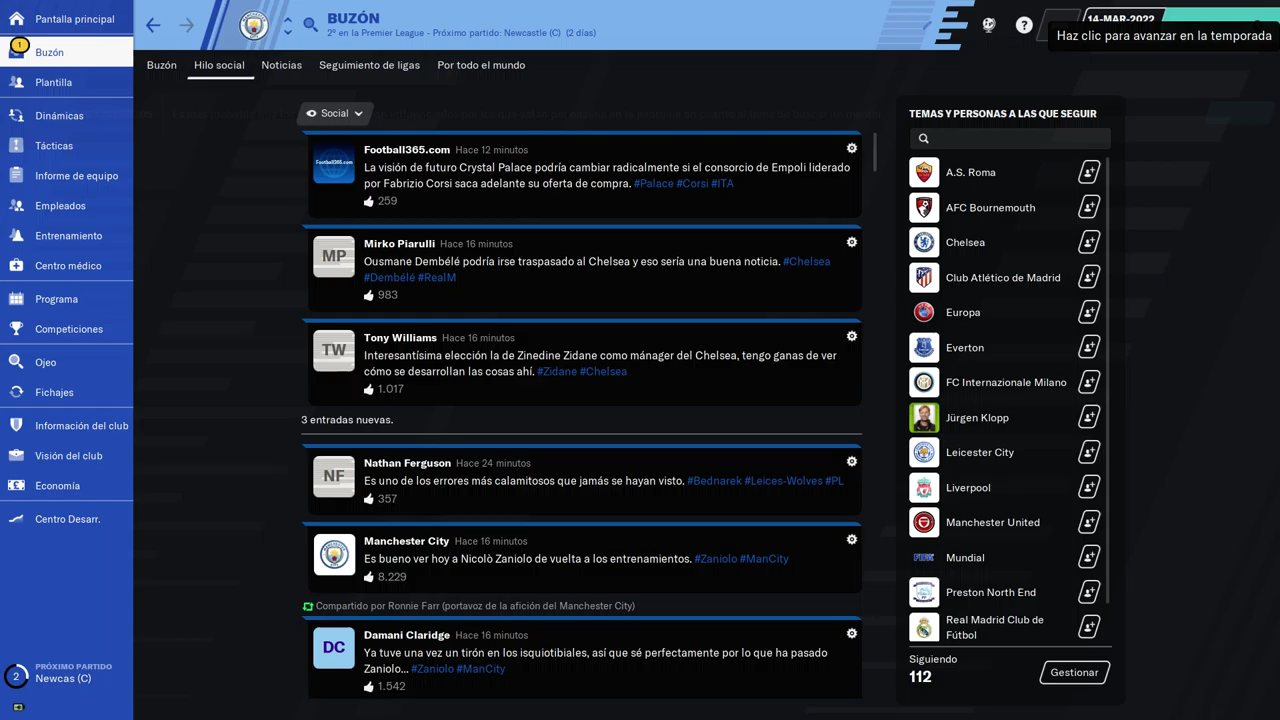 Pantalla principal
BUZÓN
2º en la Premier League - Próximo partido: Newcastle (C) (2 días)
14-MAR-2022
Haz clic para avanzar en la temporada
1
Buzón
Plantilla
Dinámicas
Tácticas
Informe de equipo
Empleados
Entrenamiento
Centro médico
Programa
Competiciones
Ojeo
Fichajes
Información del club
Visión del club
Economía
Centro Desarr.
PRÓXIMO PARTIDO
2
Newcas (C)
Buzón Hilo social Noticias Seguimiento de ligas Por todo el mundo
Social
Football365.com
Football365.com Hace 12 minutos
La visión de futuro Crystal Palace podría cambiar radicalmente si el consorcio de Empoli liderado
por Fabrizio Corsi saca adelante su oferta de compra. #Palace #Corsi #ITA
259
MP
Mirko Piarulli Hace 16 minutos
Ousmane Dembélé podría irse traspasado al Chelsea y eso sería una buena noticia. #Chelsea
#Dembélé #RealM
983
TW
Tony Williams Hace 16 minutos
Interesantísima elección la de Zinedine Zidane como mánager del Chelsea, tengo ganas de ver
cómo se desarrollan las cosas ahí. #Zidane #Chelsea
1.017
3 entradas nuevas.
NF
Nathan Ferguson Hace 24 minutos
Es uno de los errores más calamitosos que jamás se hayan visto. #Bednarek #Leices-Wolves #PL
357
Manchester City Hace 16 minutos
Es bueno ver hoy a Nicolò Zaniolo de vuelta a los entrenamientos. #Zaniolo #ManCity
8.229
Compartido por Ronnie Farr (portavoz de la afición del Manchester City)
DC
Damani Claridge Hace 16 minutos
Ya tuve una vez un tirón en los isquiotibiales, así que sé perfectamente por lo que ha pasado
Zaniolo... #Zaniolo #ManCity
1.542
TEMAS Y PERSONAS A LAS QUE SEGUIR
A.S. Roma
AFC Bournemouth
Chelsea
Club Atlético de Madrid
Europa
Everton
FC Internazionale Milano
Jürgen Klopp
Leicester City
Liverpool
Manchester United
Mundial
Preston North End
Real Madrid Club de
Fútbol
Siguiendo
112
Gestionar